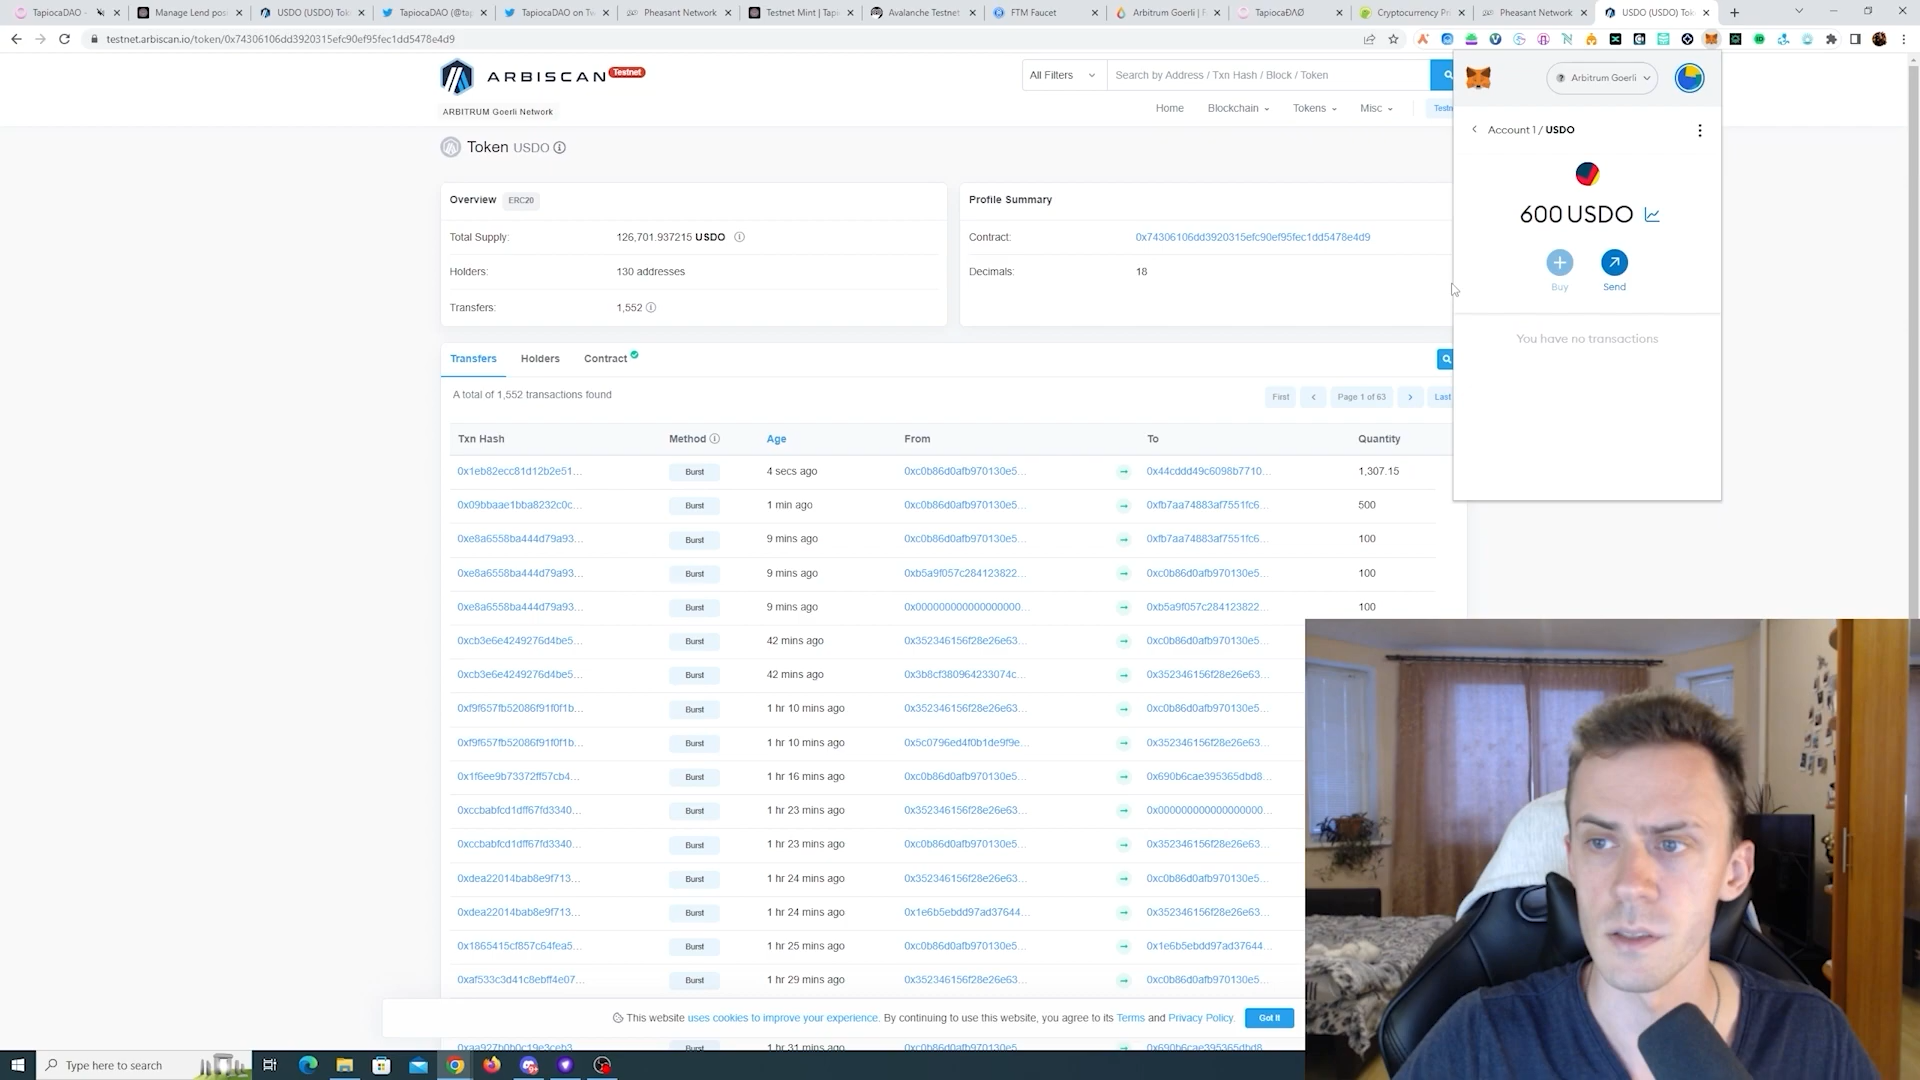 TapiocaDAO -
Manage Lend pos
USDO (USDO) Tok
TapiocaDAO (@tap
TapiocaDAO on Tw
Pheasant Network
Testnet Mint | Tap
Avalanche Testnet
FTM Faucet
Arbitrum Goerli | F
TapiocaÐAØ
Cryptocurrency Pr
Pheasant Network
USDO (USDO) Tok
testnet.arbiscan.io/token/0x74306106dd3920315efc90ef95fec1dd5478e4d9
ARBISCAN Testnet
All Filters
Search by Address / Txn Hash / Block / Token
Arbitrum Goerli
ARBITRUM Goerli Network
Home Blockchain Tokens Misc Testn
Account 1 / USDO
Token USDO
Overview ERC20
Profile Summary
600 USDO
Total Supply: 126,701.937215 USDO
Contract: 0x74306106dd3920315efc90ef95fec1dd5478e4d9
Holders: 130 addresses
Decimals: 18
Buy Send
Transfers: 1,552
You have no transactions
Transfers Holders Contract
A total of 1,552 transactions found
First Page 1 of 63 Last
Txn Hash Method Age From To Quantity
0x1eb82ecc81d12b2e51... Burst 4 secs ago 0xc0b86d0afb970130e5... 0x44cddd49c6098b7710... 1,307.15
0x09bbaae1bba8232c0c... Burst 1 min ago 0xc0b86d0afb970130e5... 0xfb7aa74883af7551fc6... 500
0xe8a6558ba444d79a93... Burst 9 mins ago 0xc0b86d0afb970130e5... 0xfb7aa74883af7551fc6... 100
0xe8a6558ba444d79a93... Burst 9 mins ago 0xb5a9f057c284123822... 0xc0b86d0afb970130e5... 100
0xe8a6558ba444d79a93... Burst 9 mins ago 0x000000000000000000... 0xb5a9f057c284123822... 100
0xcb3e6e4249276d4be5... Burst 42 mins ago 0x352346156f28e26e63... 0xc0b86d0afb970130e5...
0xcb3e6e4249276d4be5... Burst 42 mins ago 0x3b8cf380964233074c... 0x352346156f28e26e63...
0xf9f657fb52086f91f0f1b... Burst 1 hr 10 mins ago 0x352346156f28e26e63... 0xc0b86d0afb970130e5...
0xf9f657fb52086f91f0f1b... Burst 1 hr 10 mins ago 0x5c0796ed4f0b1de9f9e... 0x352346156f28e26e63...
0x1f6ee9b73372ff57cb4... Burst 1 hr 16 mins ago 0xc0b86d0afb970130e5... 0x690b6cae395365dbd8...
0xccbabfcd1dff67fd3340... Burst 1 hr 23 mins ago 0x352346156f28e26e63... 0x000000000000000000...
0xccbabfcd1dff67fd3340... Burst 1 hr 23 mins ago 0xc0b86d0afb970130e5... 0x352346156f28e26e63...
0xdea22014bab8e9f713... Burst 1 hr 24 mins ago 0x352346156f28e26e63... 0xc0b86d0afb970130e5...
0xdea22014bab8e9f713... Burst 1 hr 24 mins ago 0x1e6b5ebdd97ad37644... 0x352346156f28e26e63...
0x1865415cf857c64fea5... Burst 1 hr 25 mins ago 0xc0b86d0afb970130e5... 0x1e6b5ebdd97ad37644...
0xaf533c3d41c8ebff4e07... Burst 1 hr 29 mins ago 0x352346156f28e26e63... 0xc0b86d0afb970130e5...
This website uses cookies to improve your experience. By continuing to use this website, you agree to its Terms and Privacy Policy. Got It
0xaa927b0b0c19e3ceb3... Burst 1 hr 31 mins ago 0xc0b86d0afb970130e5... 0x690b6cae395365dbd8...
Type here to search